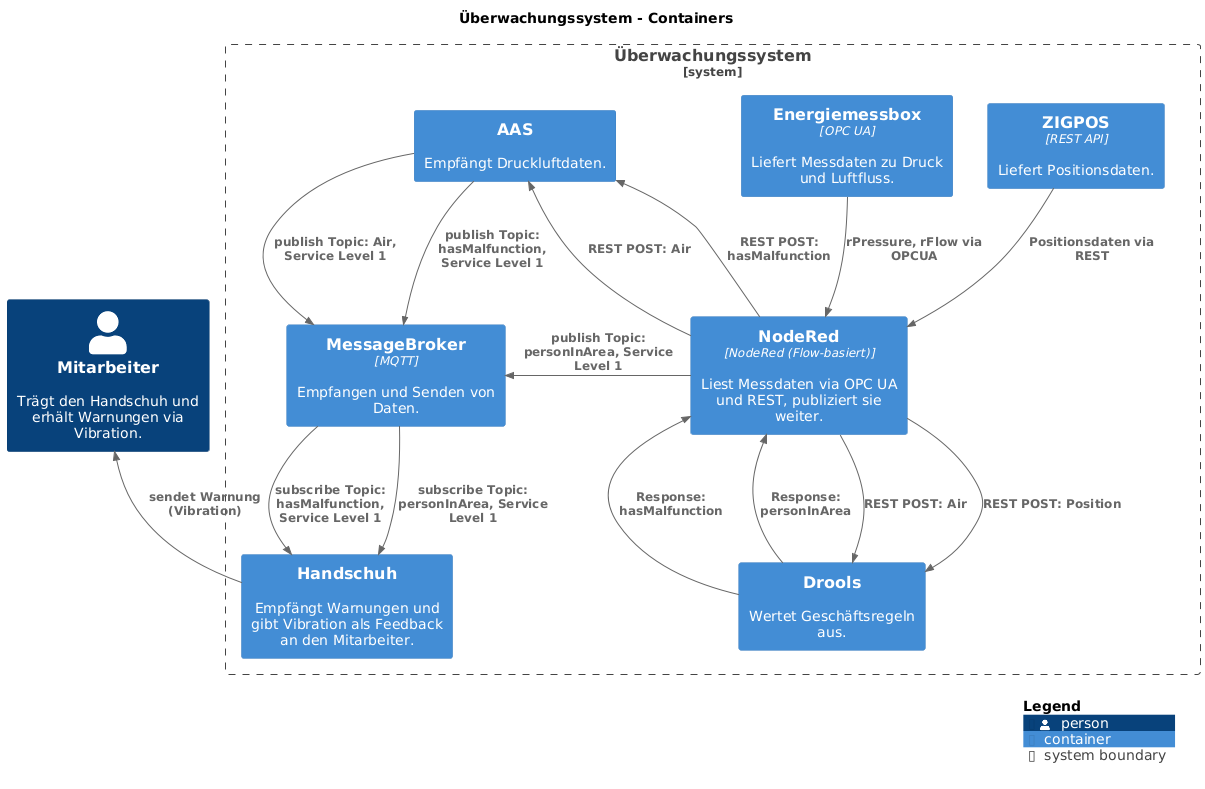 Überwachungssystem - Containers
Überwachungssystem
[system]
AAS
Empfängt Druckluftdaten.
Energiemessbox
[OPC UA]
Liefert Messdaten zu Druck
und Luftfluss.
ZIGPOS
[REST API]
Liefert Positionsdaten.
publish Topic: Air,
Service Level 1
publish Topic:
hasMalfunction,
Service Level 1
REST POST: Air
REST POST:
hasMalfunction
rPressure, rFlow via
OPCUA
Positionsdaten via
REST
Mitarbeiter
Trägt den Handschuh und
erhält Warnungen via
Vibration.
MessageBroker
[MQTT]
Empfangen und Senden von
Daten.
publish Topic:
personInArea, Service
Level 1
NodeRed
[NodeRed (Flow-basiert)]
Liest Messdaten via OPC UA
und REST, publiziert sie
weiter.
sendet Warnung
(Vibration)
subscribe Topic:
hasMalfunction,
Service Level 1
subscribe Topic:
personInArea, Service
Level 1
Response:
hasMalfunction
Response:
personInArea
REST POST: Air
REST POST: Position
Handschuh
Empfängt Warnungen und
gibt Vibration als Feedback
an den Mitarbeiter.
Drools
Wertet Geschäftsregeln
aus.
Legend
person
container
system boundary